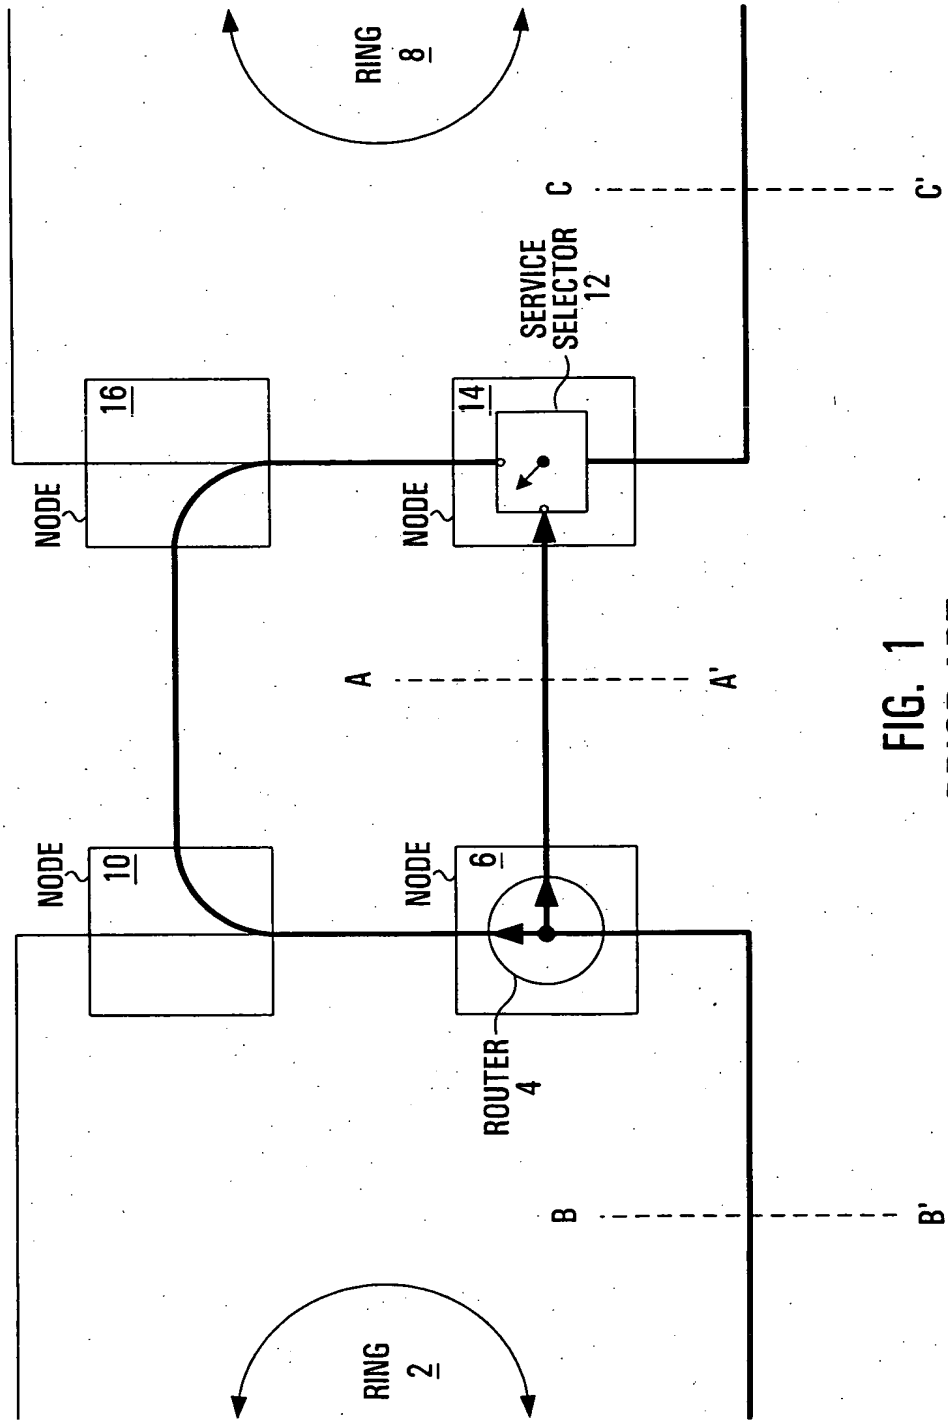 RING
2
RING
8
NODE
10
NODE
16
NODE
6
NODE
14
ROUTER
4
SERVICE
SELECTOR
12
A
A'
B
B'
C
C'
FIG. 1